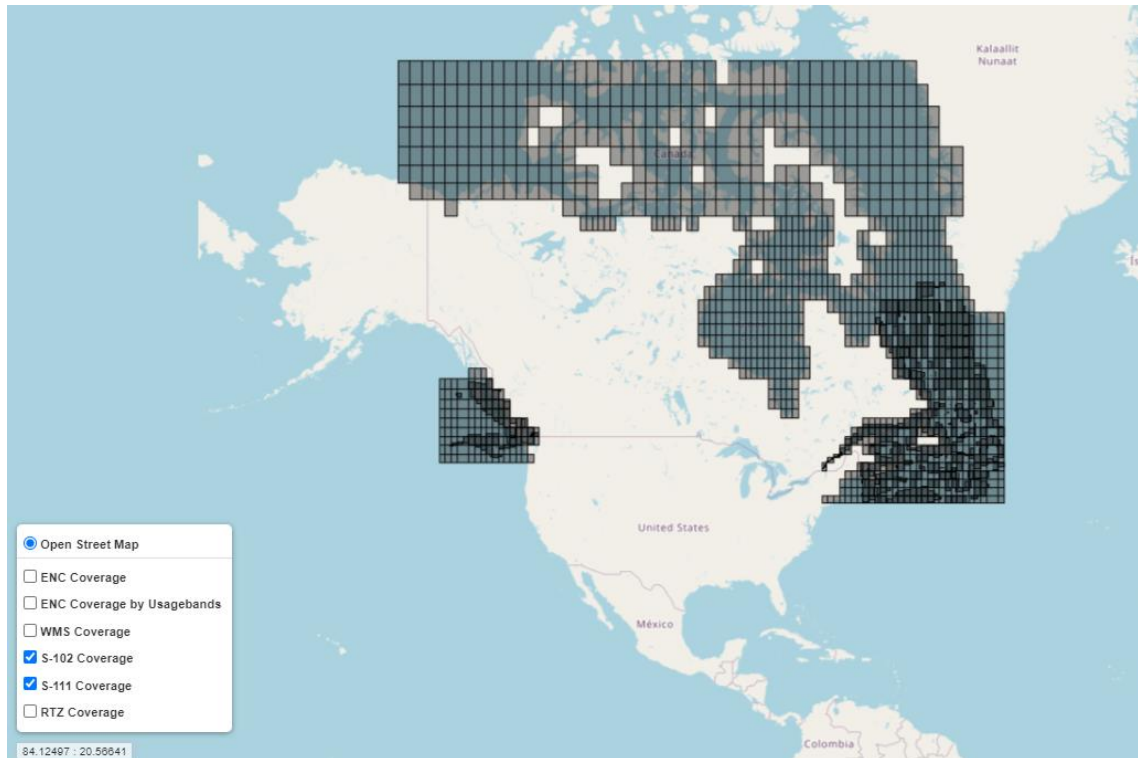 Kalaallit
Nunaat
Canada
United States
México
Colombia
Open Street Map
ENC Coverage
ENC Coverage by Usagebands
WMS Coverage
S-102 Coverage
S-111 Coverage
RTZ Coverage
84.12497 : 20.56641